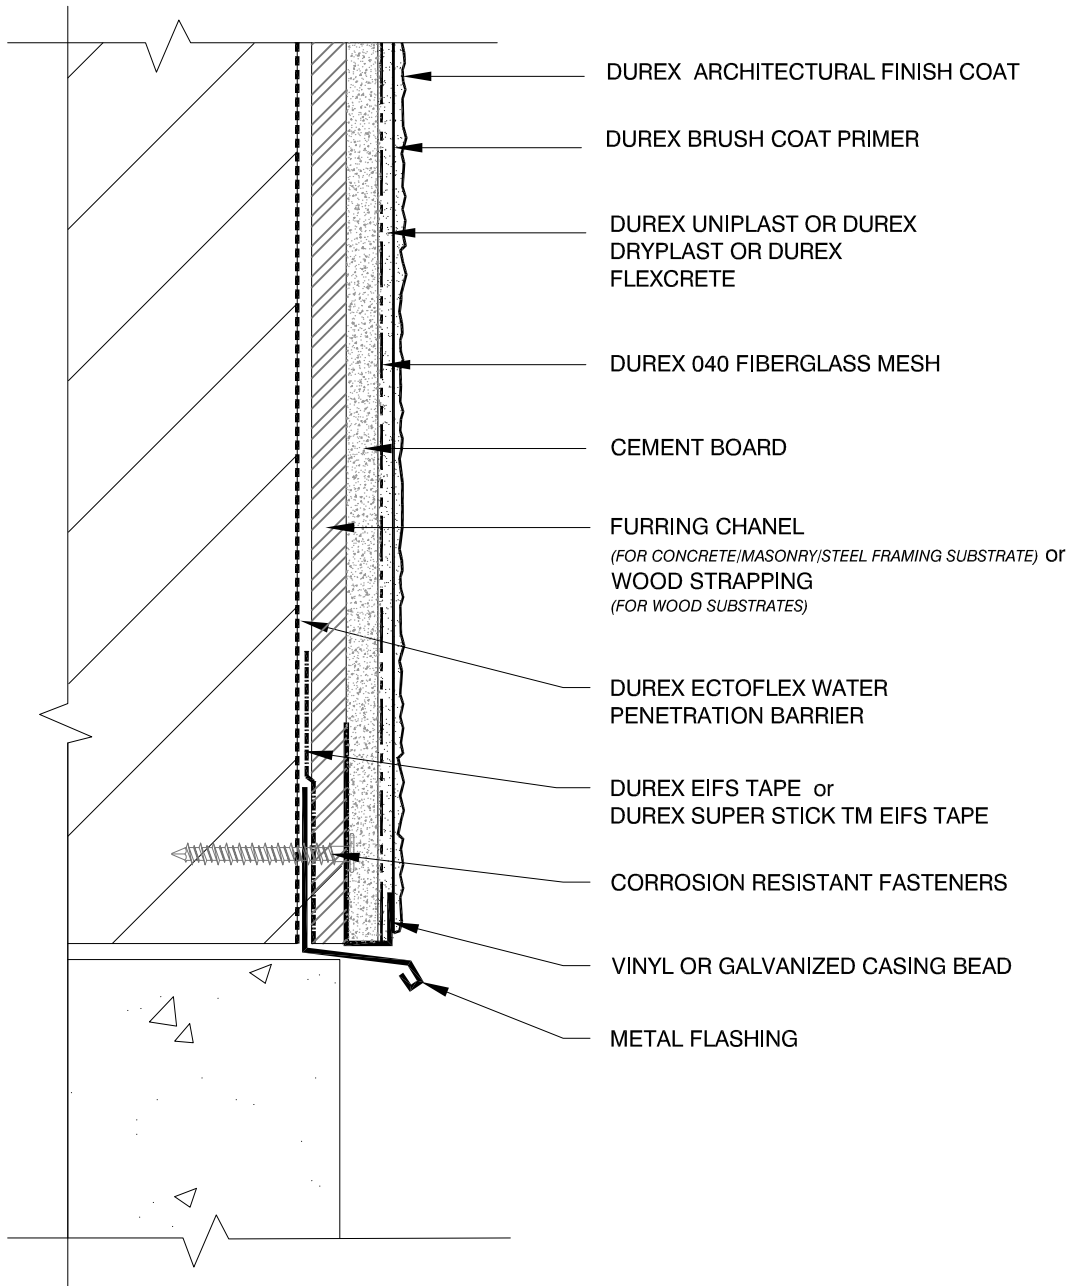 DUREX ARCHITECTURAL FINISH COAT
DUREX BRUSH COAT PRIMER
DUREX UNIPLAST OR DUREX
DRYPLAST OR DUREX
FLEXCRETE
DUREX 040 FIBERGLASS MESH
CEMENT BOARD
FURRING CHANEL
(FOR CONCRETE/MASONRY/STEEL FRAMING SUBSTRATE) or
WOOD STRAPPING
(FOR WOOD SUBSTRATES)
DUREX ECTOFLEX WATER
PENETRATION BARRIER
DUREX EIFS TAPE or
DUREX SUPER STICK TM EIFS TAPE
CORROSION RESISTANT FASTENERS
VINYL OR GALVANIZED CASING BEAD
METAL FLASHING